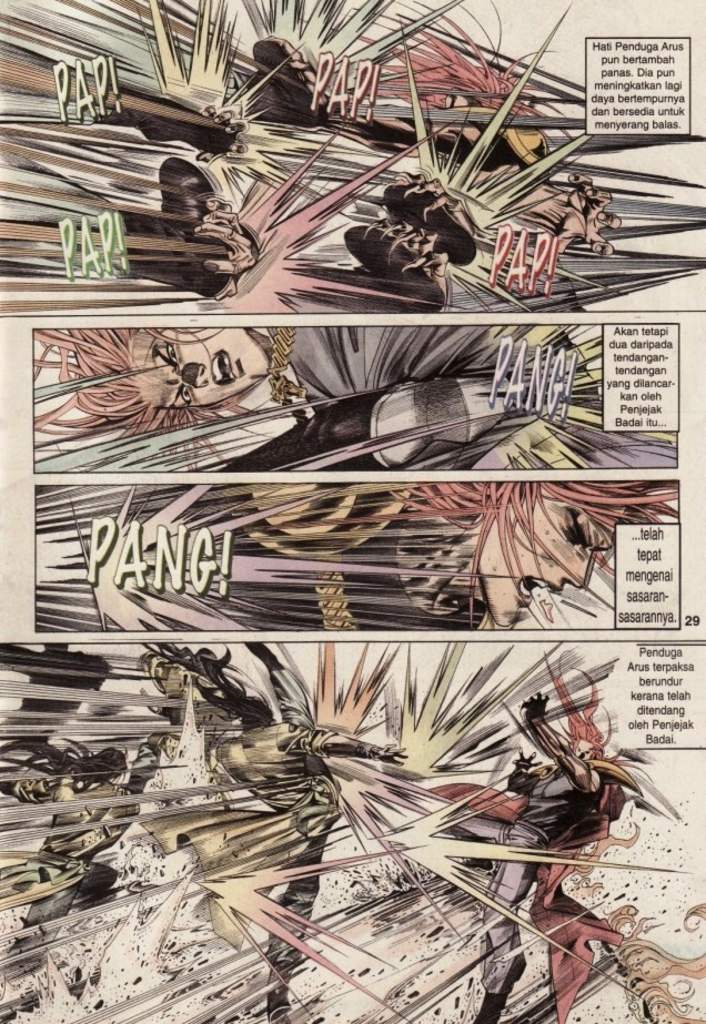 Hati Penduga Arus
pun bertambah
panas. Dia pun
meningkatkan lagi
daya bertempurnya
dan bersedia untuk
menyerang balas.
PAP!
PAP!
PAP!
PAP!
Akan tetapi
dua daripada
tendangan-
tendangan
yang dilancar-
kan oleh
Penjejak
Badai itu...
PANG!
PANG!
...telah
tepat
mengenai
sasaran-
sasarannya.
29
Penduga
Arus terpaksa
berundur
kerana telah
ditendang
oleh Penjejak
Badai.